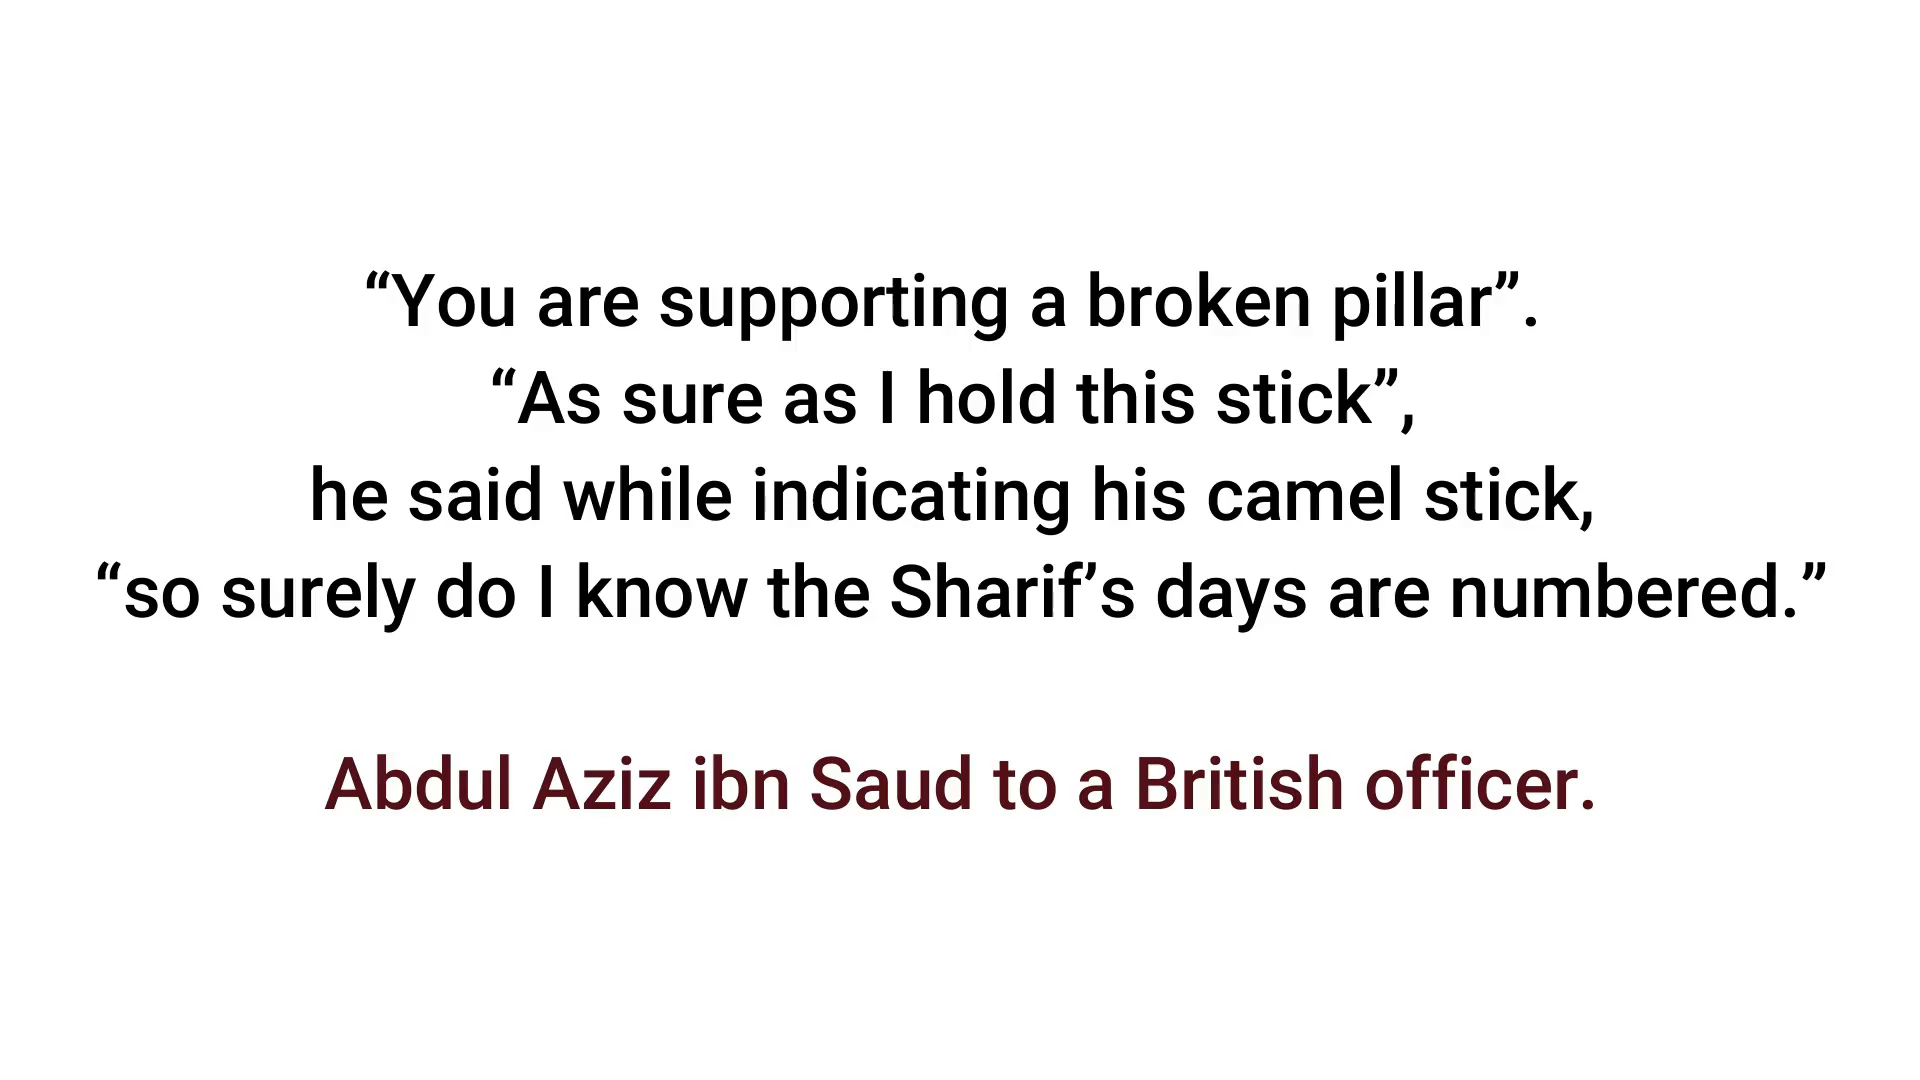 “You are supporting a broken pillar”.
“As sure as I hold this stick”,
he said while indicating his camel stick,
“so surely do I know the Sharif’s days are numbered.”
Abdul Aziz ibn Saud to a British officer.